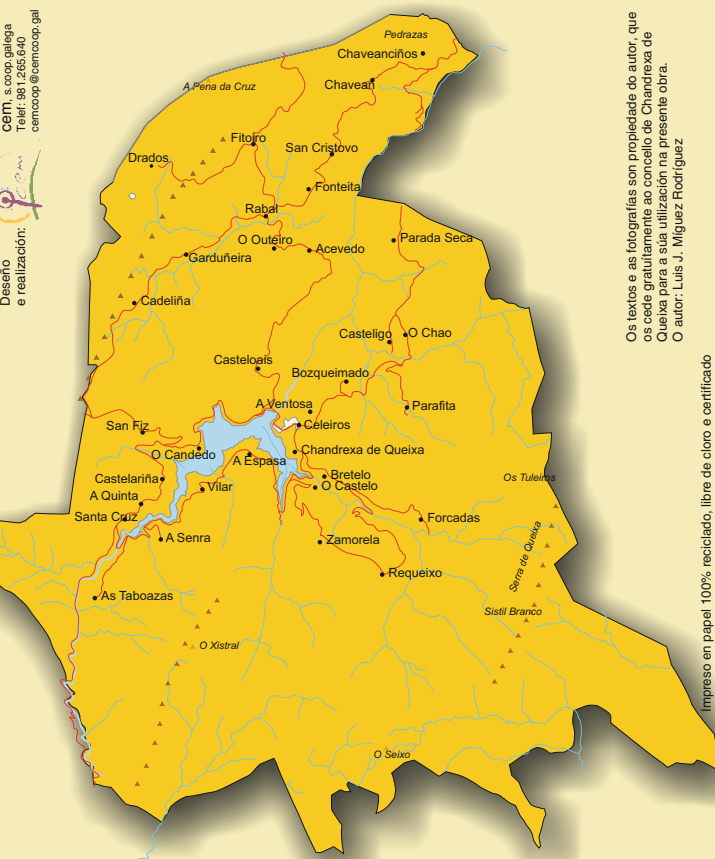 Deseño
e realización:
cem, s.coop.galega
Telef: 981.265.640
cemcoop@cemcoop.gal
Pedrazas
Chaveanciños
Chavean
A Pena da Cruz
Fitoiro
San Cristovo
Drados
Fonteita
Rabal
O Outeiro
Acevedo
Parada Seca
Garduñeira
Cadeliña
Casteligo
O Chao
Casteloais
Bozqueimado
A Ventosa
Parafita
San Fiz
Celeiros
O Candedo
A Espasa
Chandrexa de Queixa
Castelariña
Bretelo
O Castelo
Os Tuleiros
A Quinta
Vilar
Santa Cruz
Forcadas
A Senra
Zamorela
Serra de Queixa
Requeixo
As Taboazas
Sistil Branco
O Xistral
O Seixo
Os textos e as fotografías son propiedade do autor, que
os cede gratuitamente ao concello de Chandrexa de
Queixa para a súa utilización na presente obra.
O autor: Luis J. Míguez Rodríguez
Impreso en papel 100% reciclado, libre de cloro e certificado